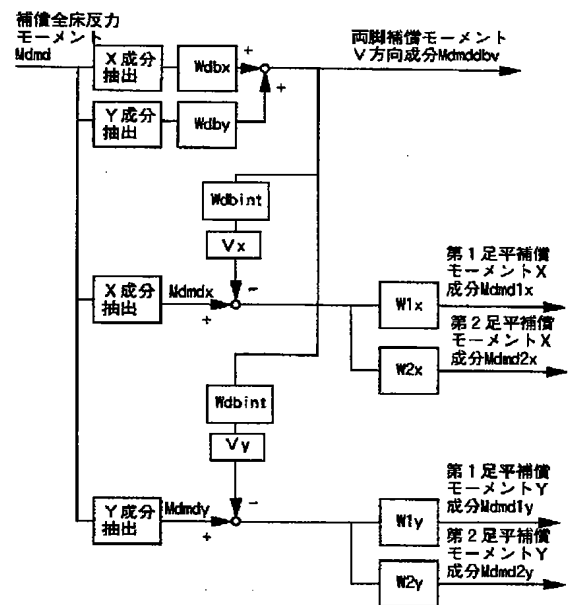 補償全床反力
モーメント
Mdmd
X成分
抽出
Wdbx
+
両脚補償モーメント
V方向成分Mdmddbv
+
Y成分
抽出
Wdby
Wdbint
Vx
X成分
抽出
Mdmdx
-
+
W1x
第1足平補償
モーメントX
成分Mdmd1x
W2x
第2足平補償
モーメントX
成分Mdmd2x
Wdbint
Vy
Y成分
抽出
Mdmdy
-
+
W1y
第1足平補償
モーメントY
成分Mdmd1y
W2y
第2足平補償
モーメントY
成分Mdmd2y